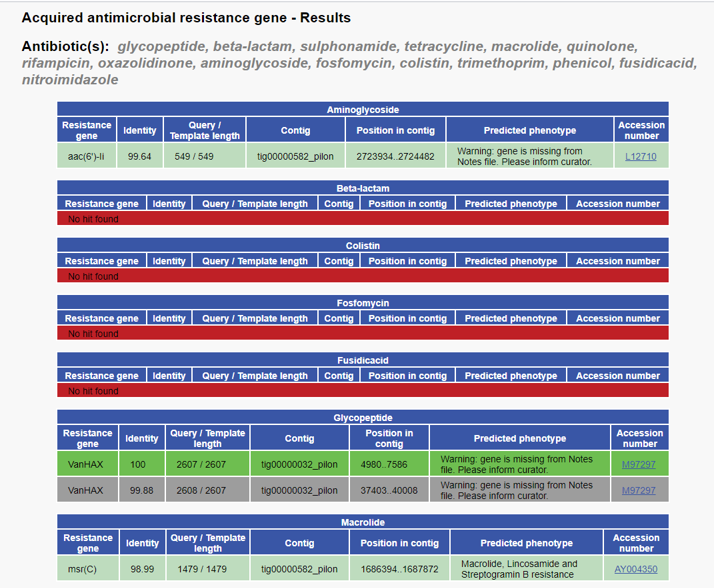 Acquired antimicrobial resistance gene - Results
Antibiotic(s): glycopeptide, beta-lactam, sulphonamide, tetracycline, macrolide, quinolone,
rifampicin, oxazolidinone, aminoglycoside, fosfomycin, colistin, trimethoprim, phenicol, fusidicacid,
nitroimidazole
Aminoglycoside
Resistance gene Identity Query / Template length Contig Position in contig Predicted phenotype Accession number
aac(6')-Ii 99.64 549 / 549 tig00000582_pilon 2723934..2724482 Warning: gene is missing from Notes file. Please inform curator. L12710
Beta-lactam
Resistance gene Identity Query / Template length Contig Position in contig Predicted phenotype Accession number
No hit found
Colistin
Resistance gene Identity Query / Template length Contig Position in contig Predicted phenotype Accession number
No hit found
Fosfomycin
Resistance gene Identity Query / Template length Contig Position in contig Predicted phenotype Accession number
No hit found
Fusidicacid
Resistance gene Identity Query / Template length Contig Position in contig Predicted phenotype Accession number
No hit found
Glycopeptide
Resistance gene Identity Query / Template length Contig Position in contig Predicted phenotype Accession number
VanHAX 100 2607 / 2607 tig00000032_pilon 4980..7586 Warning: gene is missing from Notes file. Please inform curator. M97297
VanHAX 99.88 2608 / 2607 tig00000032_pilon 37403..40008 Warning: gene is missing from Notes file. Please inform curator. M97297
Macrolide
Resistance gene Identity Query / Template length Contig Position in contig Predicted phenotype Accession number
msr(C) 98.99 1479 / 1479 tig00000582_pilon 1686394..1687872 Macrolide, Lincosamide and Streptogramin B resistance AY004350